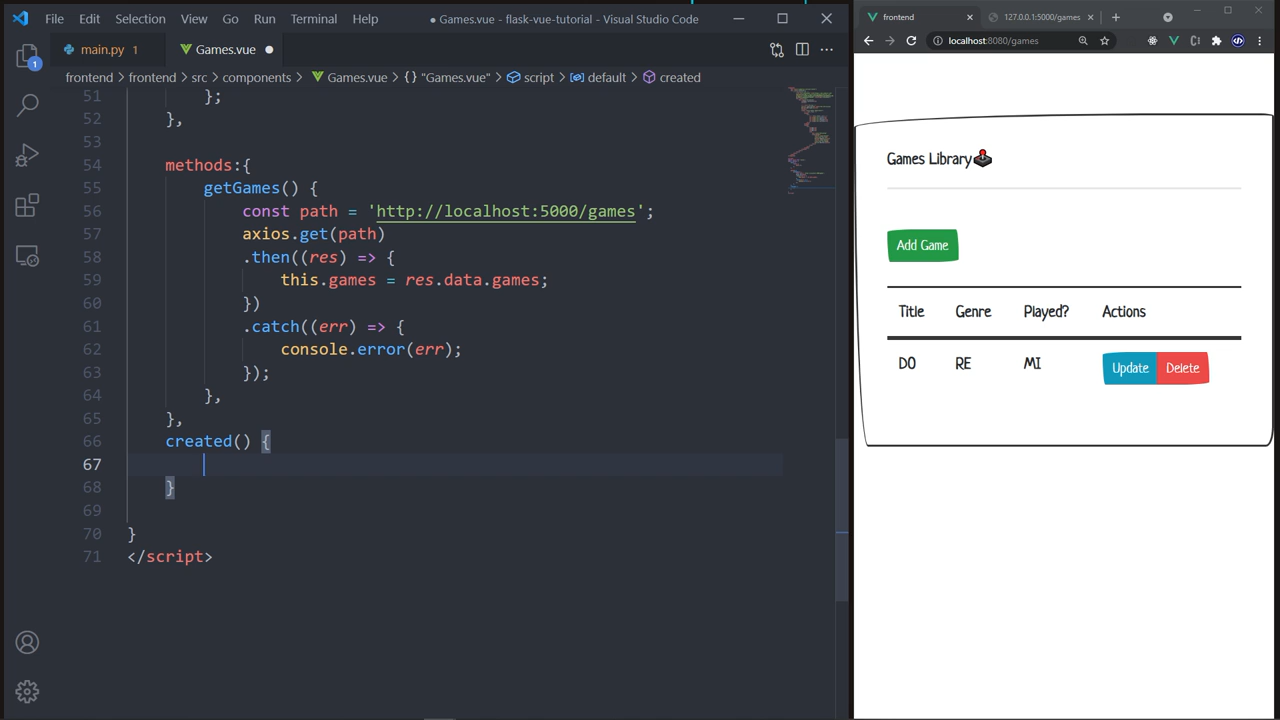 File Edit Selection View Go Run Terminal Help ● Games.vue - flask-vue-tutorial - Visual Studio Code
main.py 1 Games.vue ●
frontend > frontend > src > components > Games.vue > {} "Games.vue" > script > default > created
1
51 };
52 },
53
54 methods:{
55 getGames() {
56 const path = 'http://localhost:5000/games';
57 axios.get(path)
58 .then((res) => {
59 this.games = res.data.games;
60 })
61 .catch((err) => {
62 console.error(err);
63 });
64 },
65 },
66 created() {
67
68 }
69
70 }
71 </script>
frontend 127.0.0.1:5000/games
localhost:8080/games
Games Library
Add Game
Title Genre Played? Actions
DO RE MI Update Delete